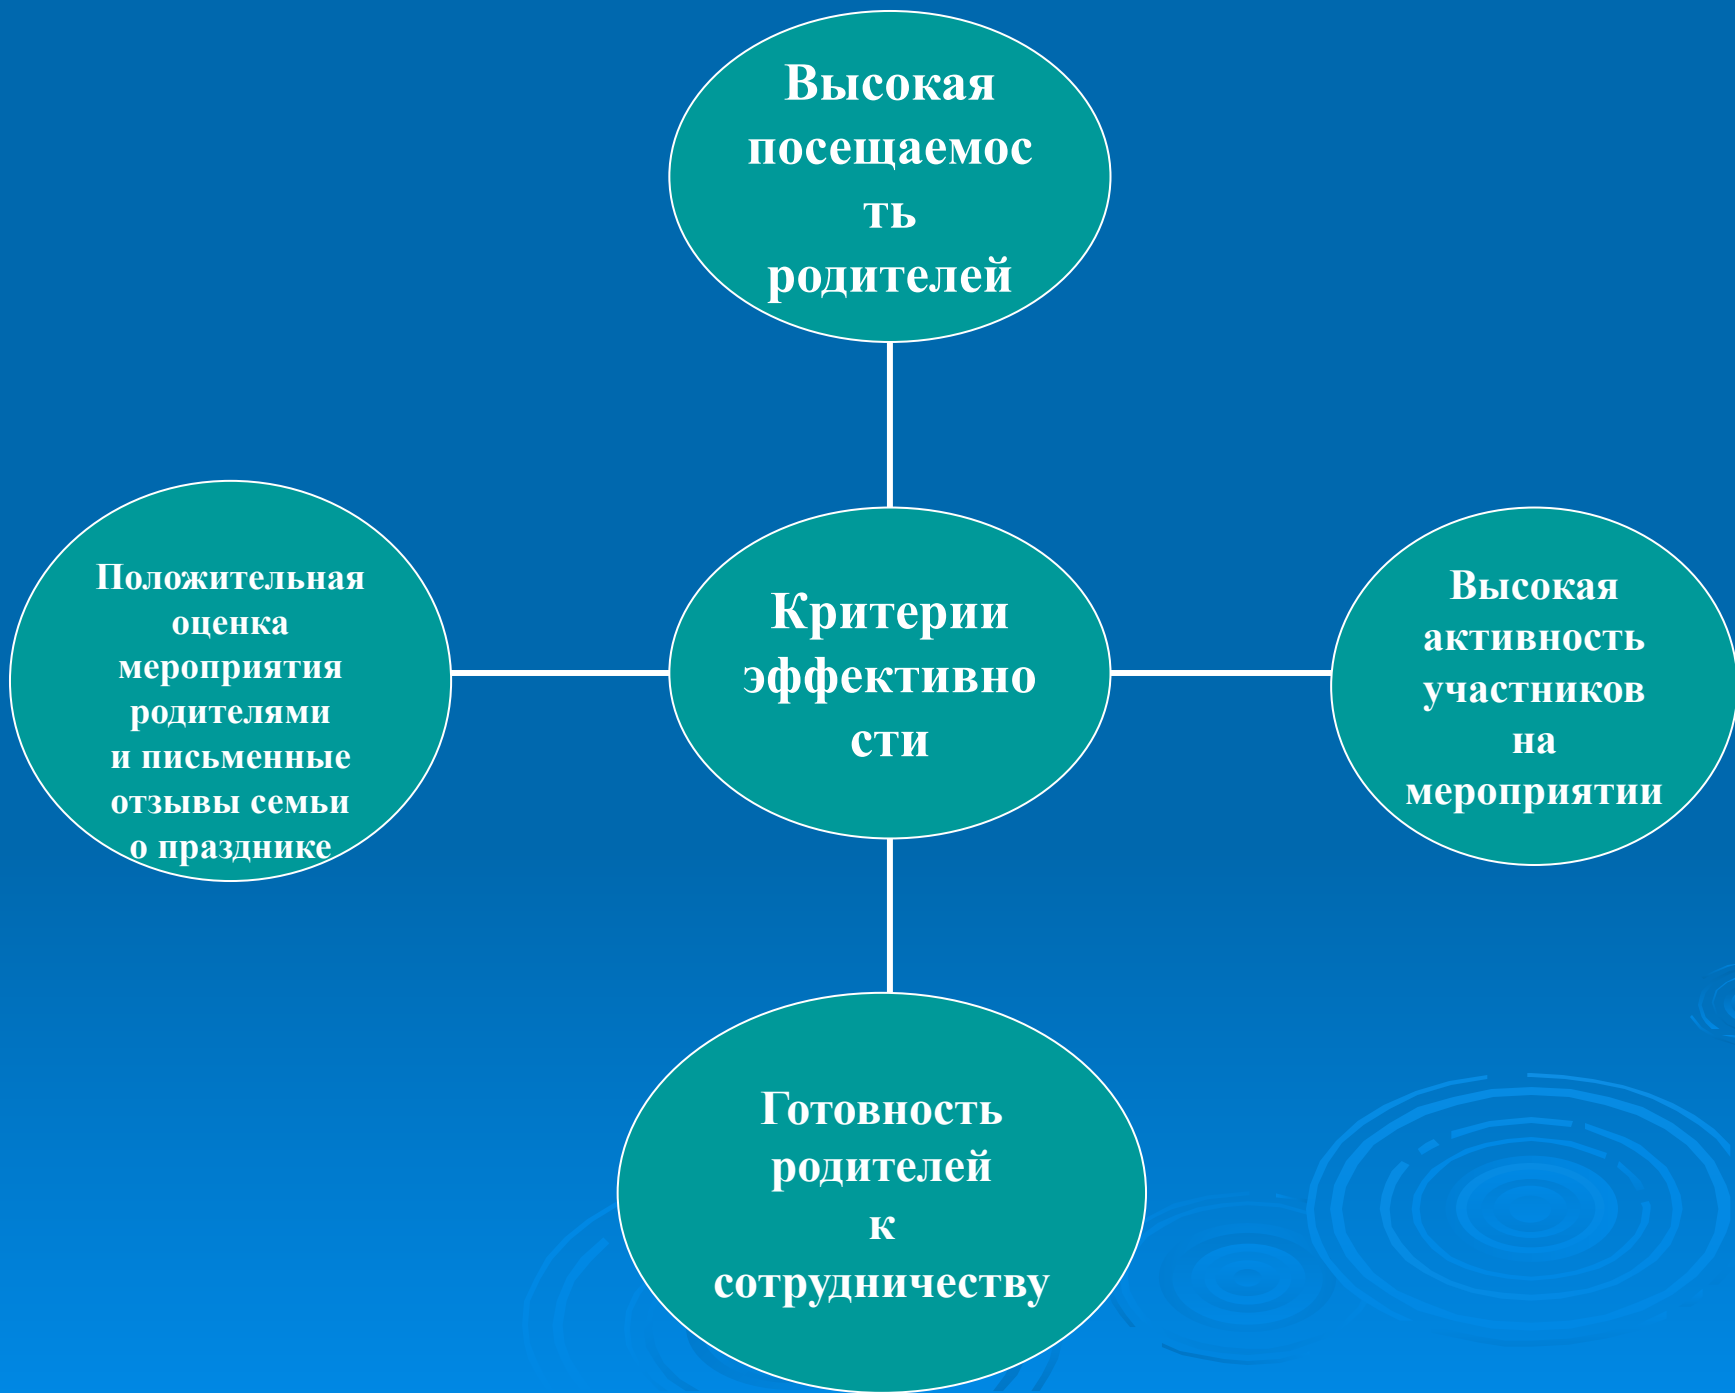 Высокая
посещаемос
ть
родителей
Положительная
оценка
мероприятия
родителями
и письменные
отзывы семьи
о празднике
Критерии
эффективно
сти
Высокая
активность
участников
на
мероприятии
Готовность
родителей
к
сотрудничеству